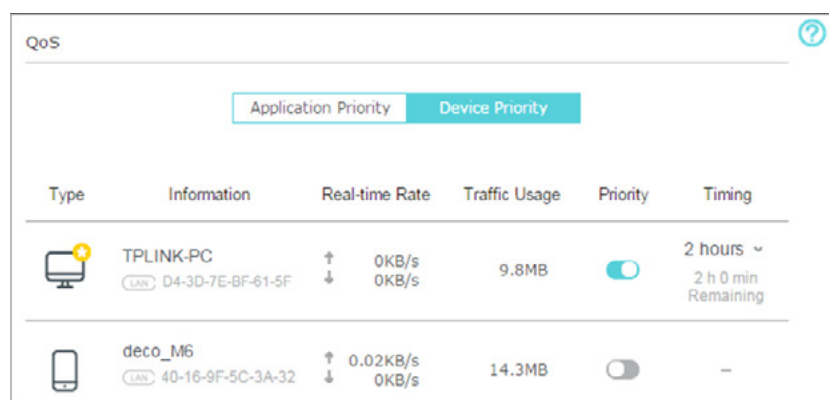 QoS
?
Application Priority
Device Priority
Type Information Real-time Rate Traffic Usage Priority Timing
TPLINK-PC
LAN D4-3D-7E-BF-61-5F
↑ 0KB/s
↓ 0KB/s
9.8MB
2 hours
2 h 0 min
Remaining
deco_M6
LAN 40-16-9F-5C-3A-32
↑ 0.02KB/s
↓ 0KB/s
14.3MB
–